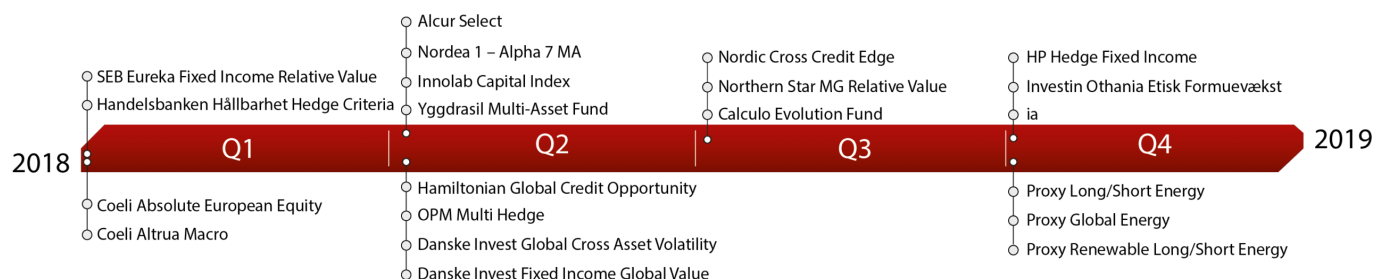 Alcur Select
Nordea 1 – Alpha 7 MA
Innolab Capital Index
Yggdrasil Multi-Asset Fund
SEB Eureka Fixed Income Relative Value
Handelsbanken Hållbarhet Hedge Criteria
Nordic Cross Credit Edge
Northern Star MG Relative Value
Calculo Evolution Fund
HP Hedge Fixed Income
Investin Othania Etisk Formuevækst
ia
2018
Q1
Q2
Q3
Q4
2019
Coeli Absolute European Equity
Coeli Altrua Macro
Hamiltonian Global Credit Opportunity
OPM Multi Hedge
Danske Invest Global Cross Asset Volatility
Danske Invest Fixed Income Global Value
Proxy Long/Short Energy
Proxy Global Energy
Proxy Renewable Long/Short Energy